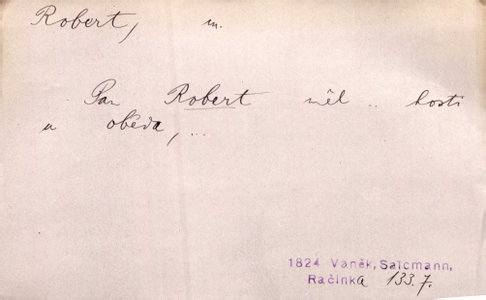 Robert, m.
Pan Robert měl .. hosti
u oběda, ...
1824 Vaněk, Salcmann,
Račinka 133.7.